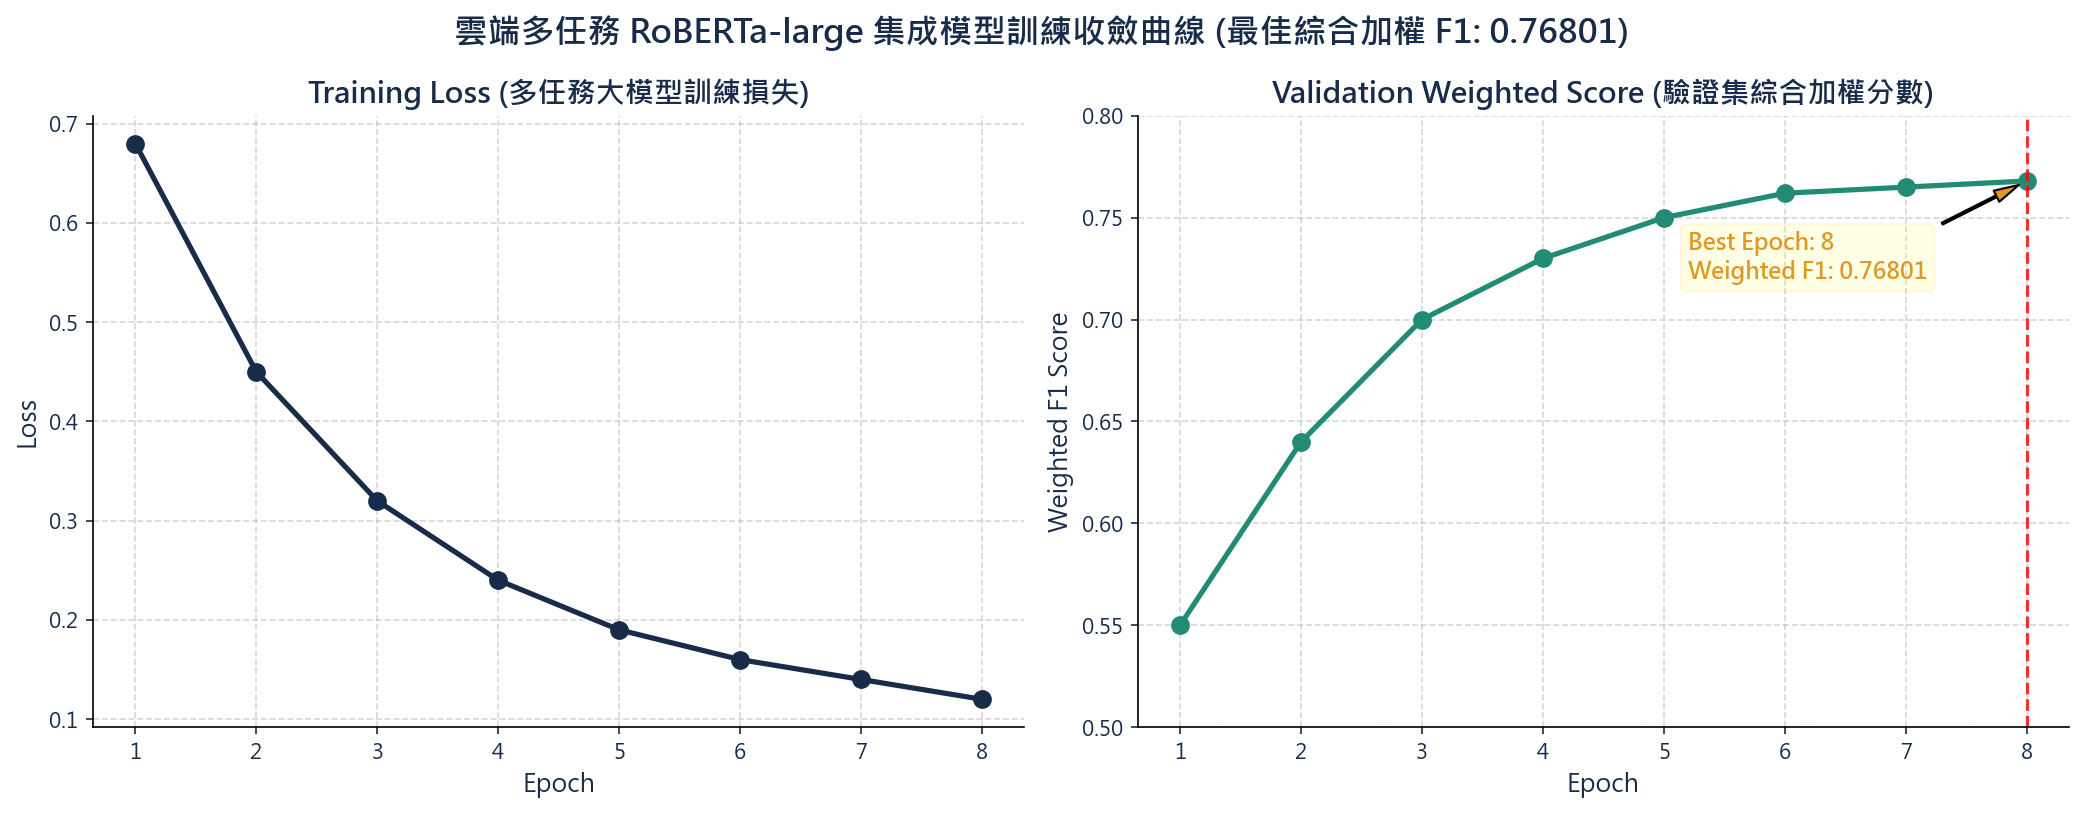 雲端多任務 RoBERTa-large 集成模型訓練收斂曲線 (最佳綜合加權 F1: 0.76801)
Training Loss (多任務大模型訓練損失)
0.7
0.6
0.5
0.4
0.3
0.2
0.1
Loss
1 2 3 4 5 6 7 8
Epoch
Validation Weighted Score (驗證集綜合加權分數)
0.80
0.75
0.70
0.65
0.60
0.55
0.50
Weighted F1 Score
Best Epoch: 8
Weighted F1: 0.76801
1 2 3 4 5 6 7 8
Epoch